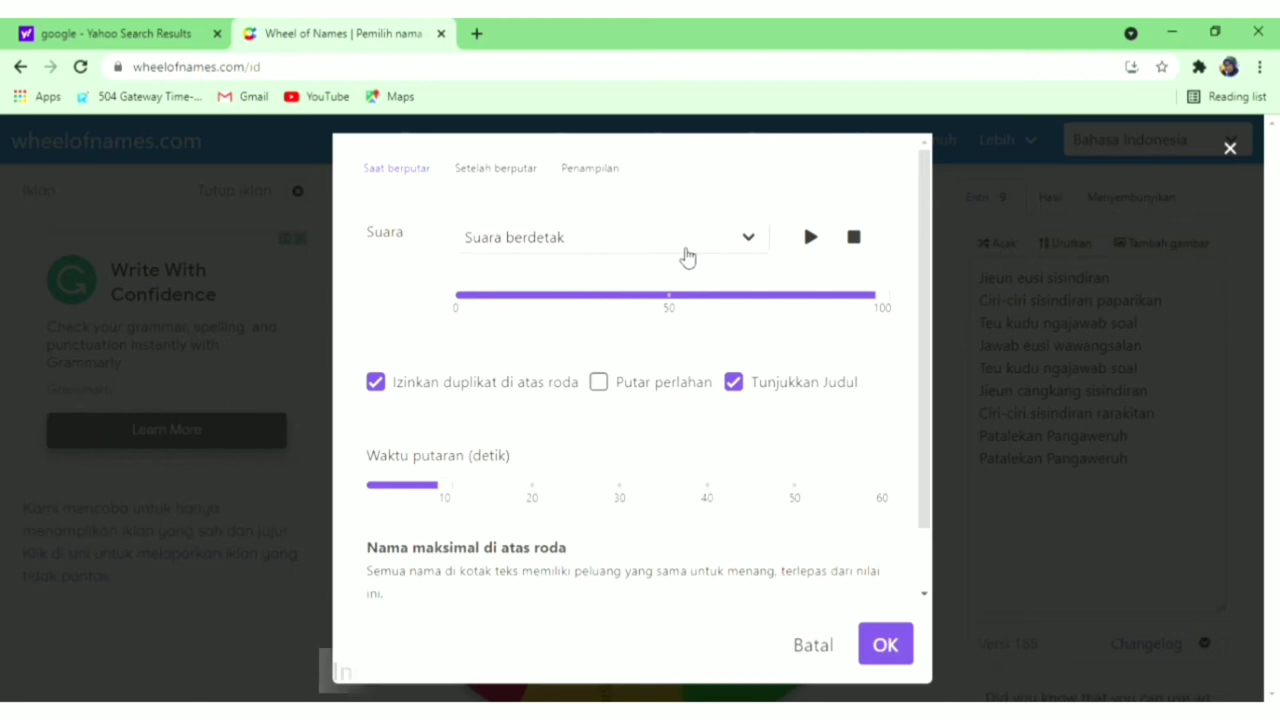 google - Yahoo Search Results
Wheel of Names | Pemilih nama
wheelofnames.com/id
Apps
504 Gateway Time-...
Gmail
YouTube
Maps
Reading list
wheelofnames.com
Lebih
Bahasa Indonesia
Iklan
Tutup iklan
Write With
Confidence
Check your grammar, spelling, and
punctuation instantly with
Grammarly.
Grammarly
Learn More
Kami mencoba untuk hanya
menampilkan iklan yang sah dan jujur.
Klik di sini untuk melaporkan iklan yang
tidak pantas.
Saat berputar
Setelah berputar
Penampilan
Suara
Suara berdetak
0
50
100
Izinkan duplikat di atas roda
Putar perlahan
Tunjukkan Judul
Waktu putaran (detik)
10
20
30
40
50
60
Nama maksimal di atas roda
Semua nama di kotak teks memiliki peluang yang sama untuk menang, terlepas dari nilai
ini.
Batal
OK
In
Entri 9
Hasil
Menyembunyikan
Acak
Urutkan
Tambah gambar
Jieun eusi sisindiran
Ciri-ciri sisindiran paparikan
Teu kudu ngajawab soal
Jawab eusi wawangsalan
Teu kudu ngajawab soal
Jieun cangkang sisindiran
Ciri-ciri sisindiran rarakitan
Patalekan Pangaweruh
Patalekan Pangaweruh
Versi 168
Changelog
Did you know that you can use ad